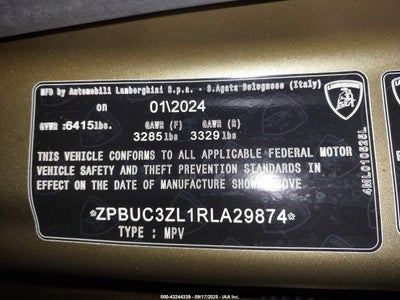 MFD by Automobili Lamborghini S.p.a. - S.Agata Bolognese (Italy)
on 01\2024
GVWR :6415lbs. GAWR (F) GAWR (R)
3285lbs 3329lbs
THIS VEHICLE CONFORMS TO ALL APPLICABLE FEDERAL MOTOR
VEHICLE SAFETY AND THEFT PREVENTION STANDARDS IN
EFFECT ON THE DATE OF MANUFACTURE SHOWN ABOVE
*ZPBUC3ZL1RLA29874*
TYPE : MPV
LAMBORGHINI
4ML010525L
000-43244339 - 09/17/2025 - IAA Inc.